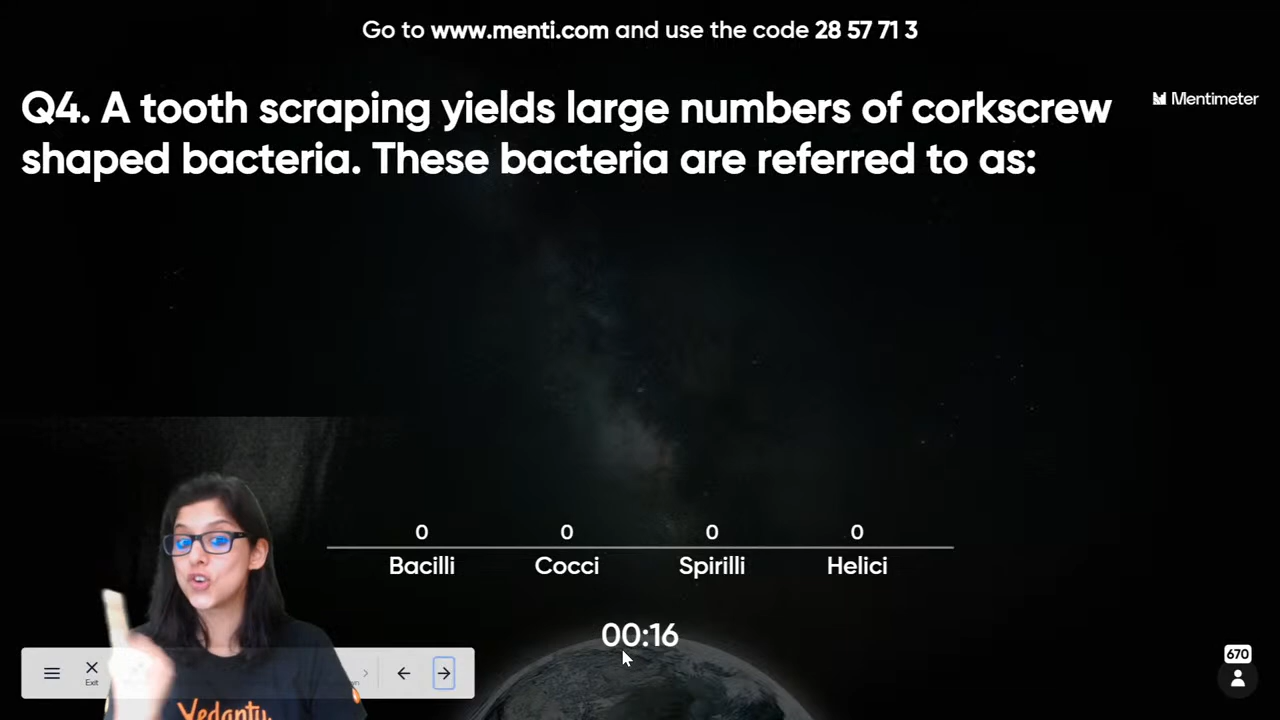 Go to www.menti.com and use the code 28 57 71 3
Mentimeter
Q4. A tooth scraping yields large numbers of corkscrew
shaped bacteria. These bacteria are referred to as:
0 0 0 0
Bacilli Cocci Spirilli Helici
00:16
670
Exit
Vedantu